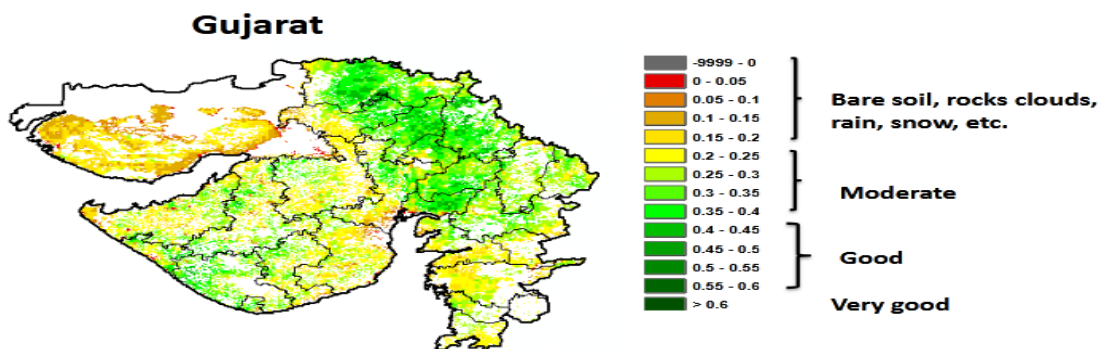 Gujarat
-9999 - 0
0 - 0.05
0.05 - 0.1
0.1 - 0.15
0.15 - 0.2
0.2 - 0.25
0.25 - 0.3
0.3 - 0.35
0.35 - 0.4
0.4 - 0.45
0.45 - 0.5
0.5 - 0.55
0.55 - 0.6
> 0.6
Bare soil, rocks clouds,
rain, snow, etc.
Moderate
Good
Very good